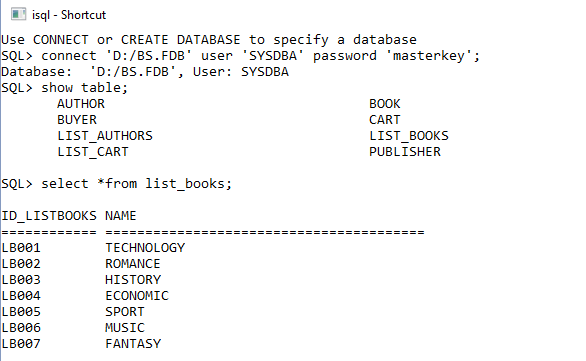 isql - Shortcut
Use CONNECT or CREATE DATABASE to specify a database
SQL> connect 'D:/BS.FDB' user 'SYSDBA' password 'masterkey';
Database:  'D:/BS.FDB', User: SYSDBA
SQL> show table;
       AUTHOR                                 BOOK
       BUYER                                  CART
       LIST_AUTHORS                           LIST_BOOKS
       LIST_CART                              PUBLISHER
SQL> select *from list_books;
ID_LISTBOOKS NAME
============ ========================================
LB001        TECHNOLOGY
LB002        ROMANCE
LB003        HISTORY
LB004        ECONOMIC
LB005        SPORT
LB006        MUSIC
LB007        FANTASY